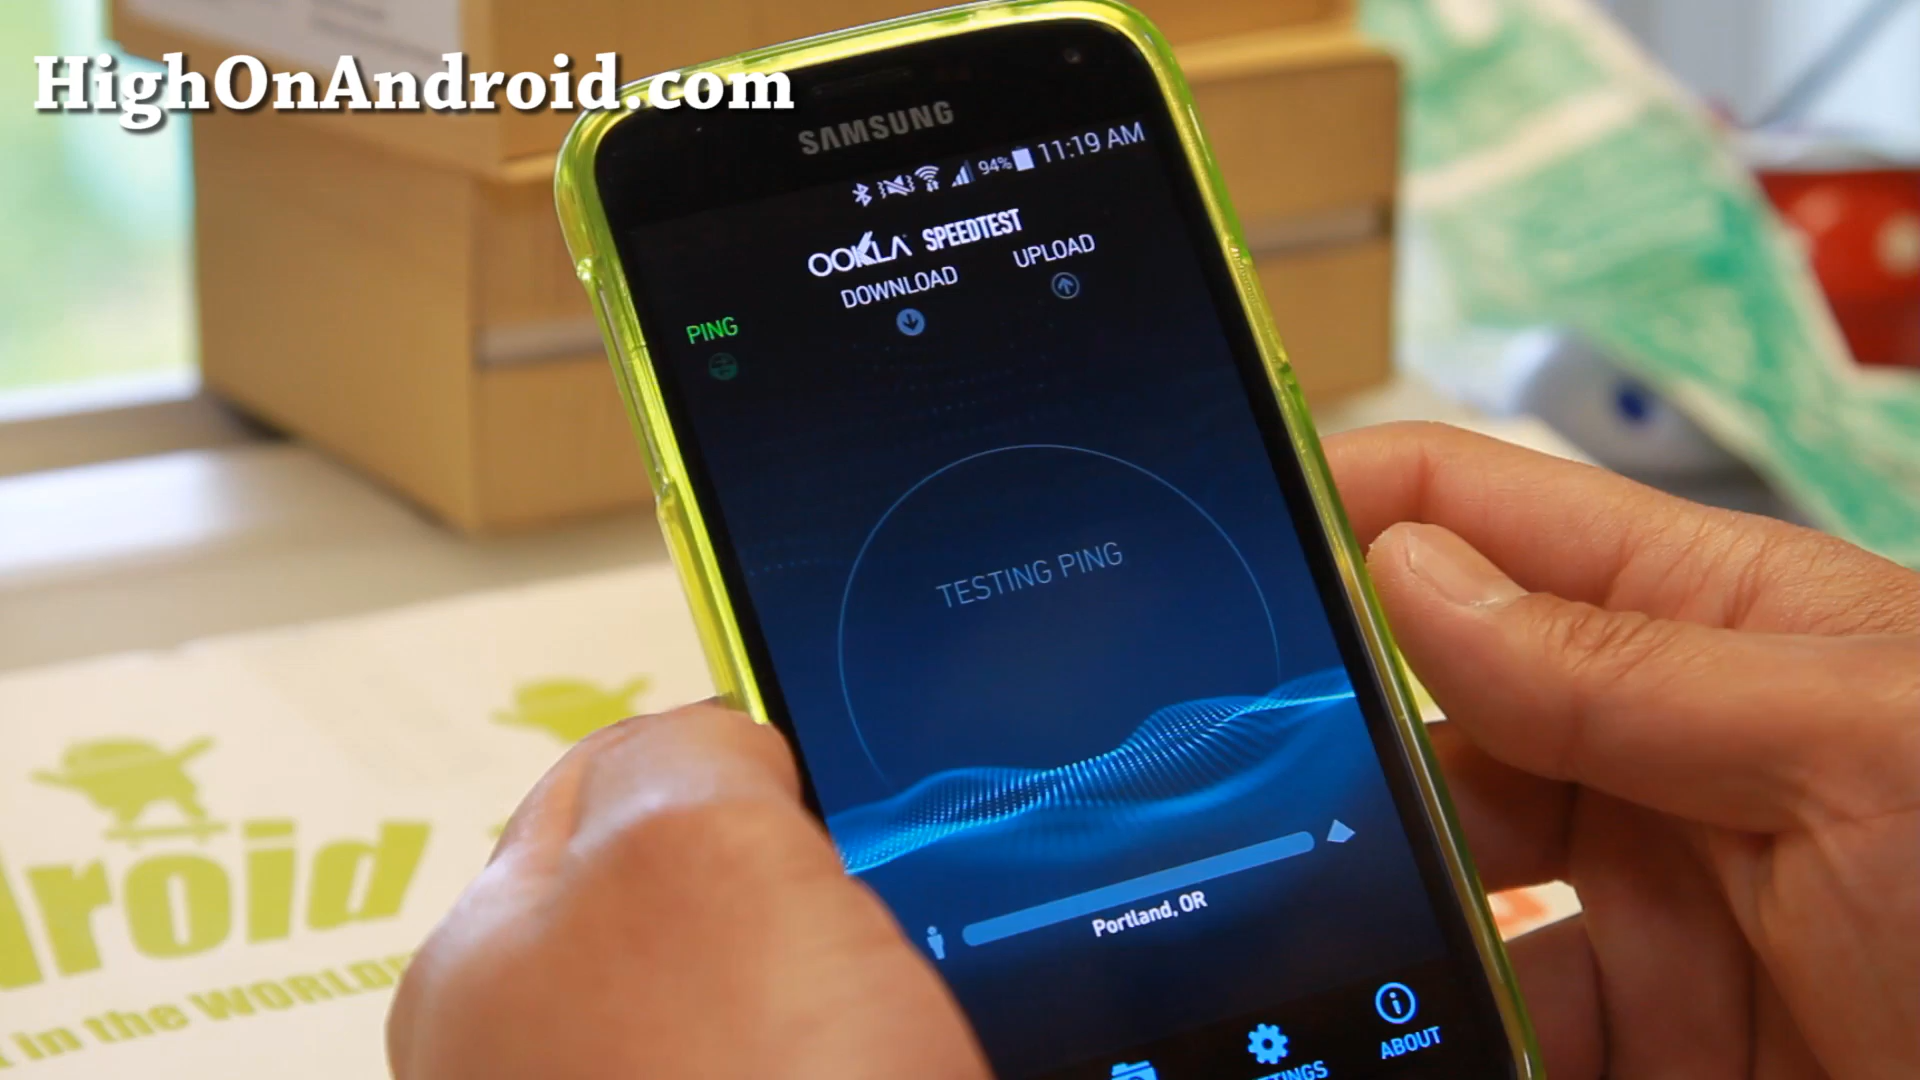 HighOnAndroid.com
SAMSUNG
94% 11:19 AM
OOKLA SPEEDTEST
PING DOWNLOAD UPLOAD
TESTING PING
Portland, OR
ABOUT
droid
in the WORLD